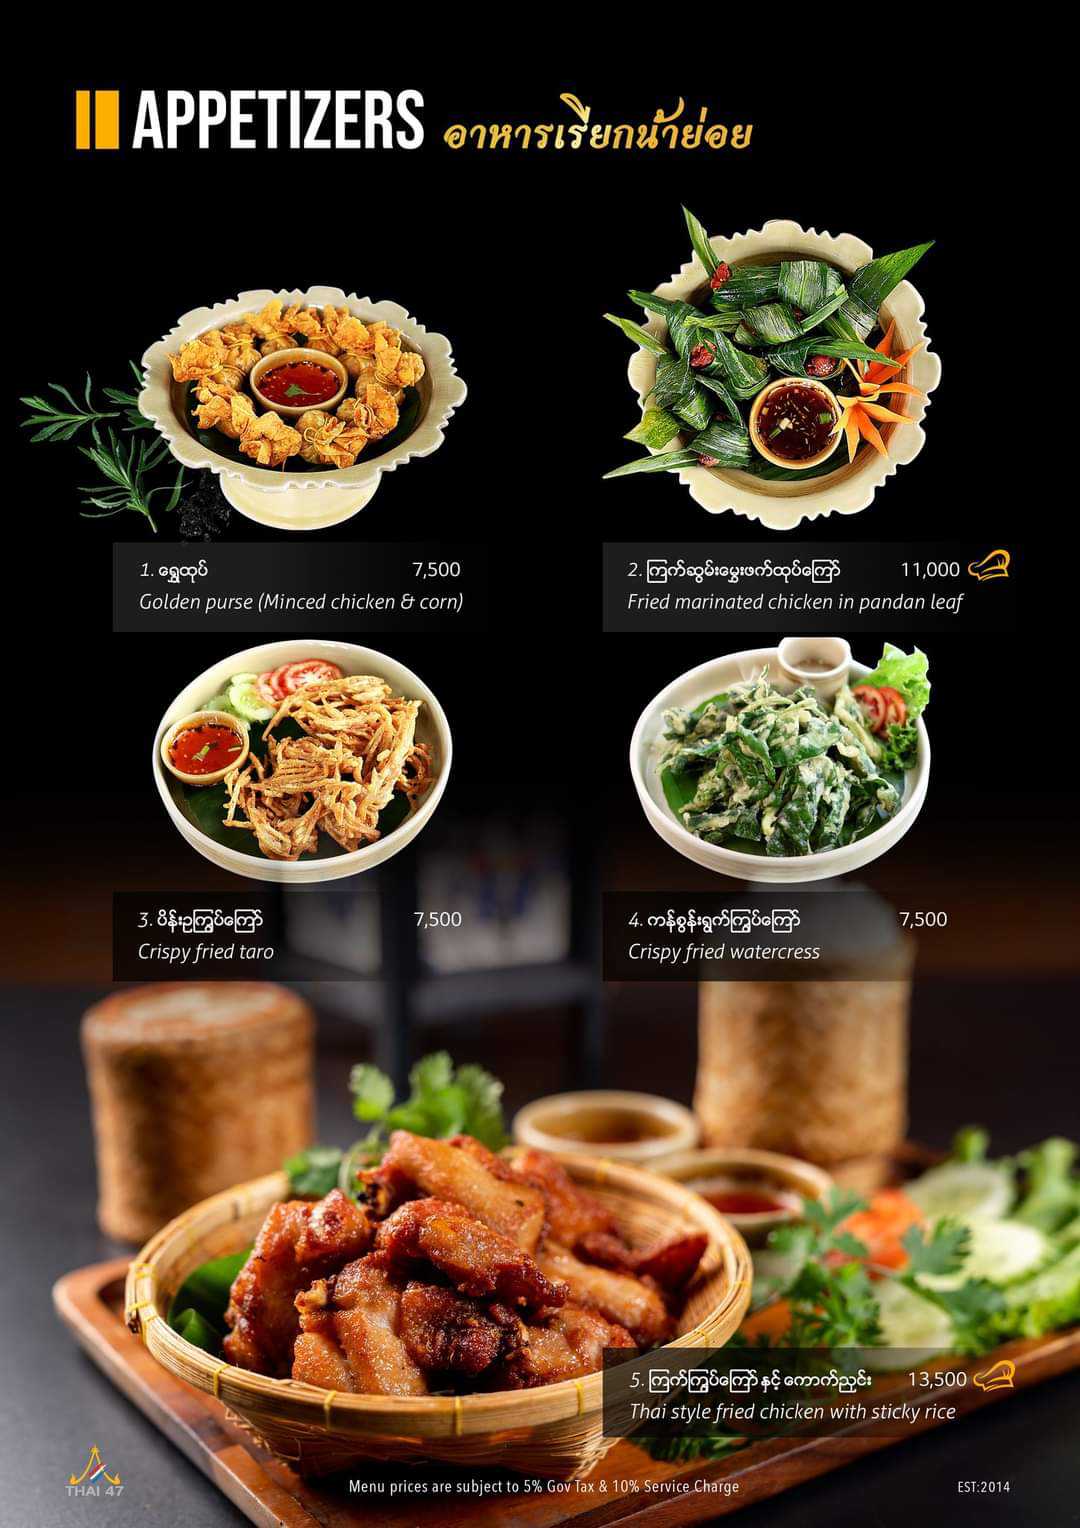 APPETIZERS อาหารเรียกน้ำย่อย
1. ရွှေထုပ် 7,500
Golden purse (Minced chicken & corn)
2. ကြက်ဆွမ်းမွှေးဖက်ထုပ်ကြော် 11,000
Fried marinated chicken in pandan leaf
3. ပိန်းဥကြွပ်ကြော် 7,500
Crispy fried taro
4. ကန်စွန်းရွက်ကြွပ်ကြော် 7,500
Crispy fried watercress
5. ကြက်ကြွပ်ကြော် နှင့် ကောက်ညှင်း 13,500
Thai style fried chicken with sticky rice
THAI 47
Menu prices are subject to 5% Gov Tax & 10% Service Charge
EST:2014